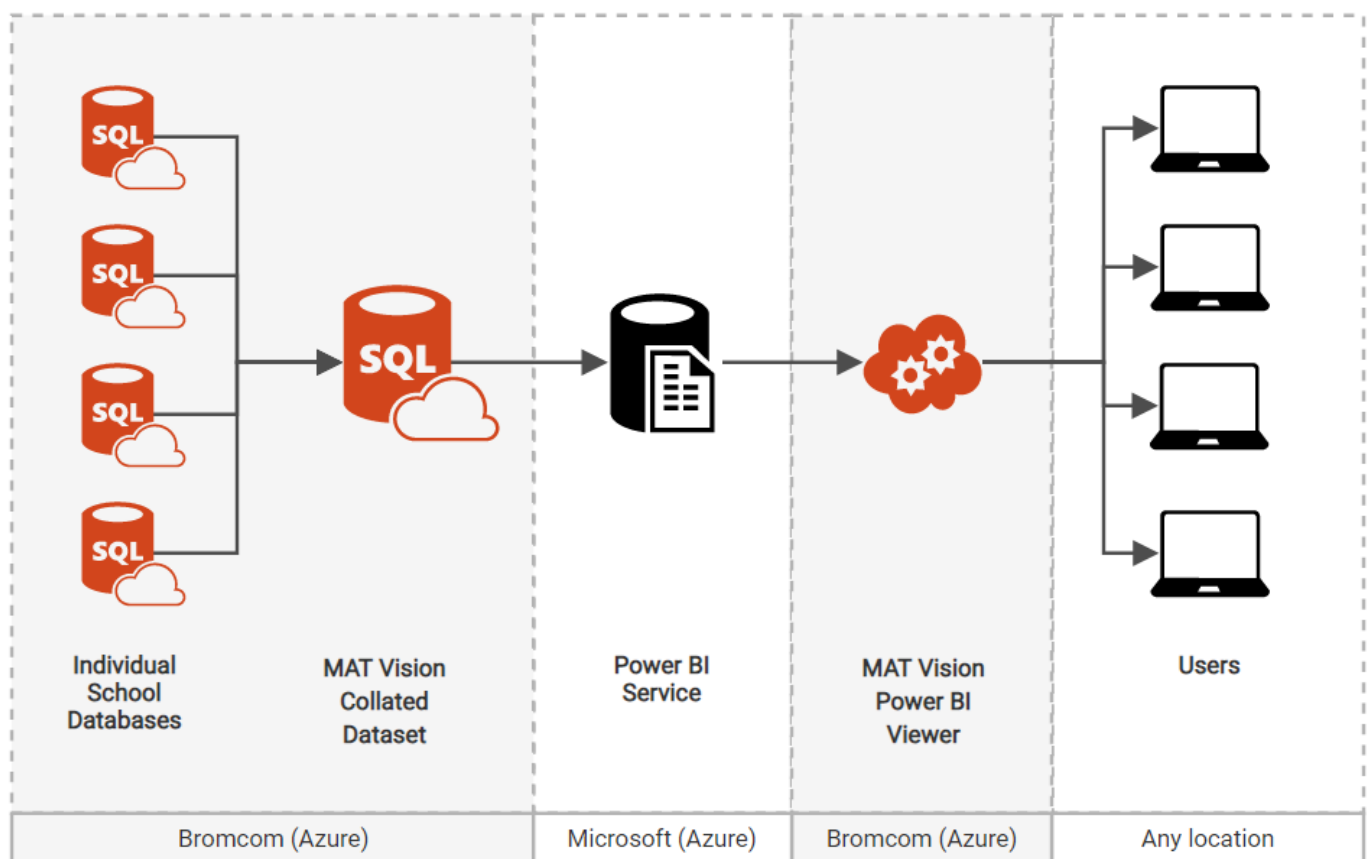 SQL
SQL
SQL
SQL
SQL
Individual
School
Databases
MAT Vision
Collated
Dataset
Power BI
Service
MAT Vision
Power BI
Viewer
Users
Bromcom (Azure)
Microsoft (Azure)
Bromcom (Azure)
Any location